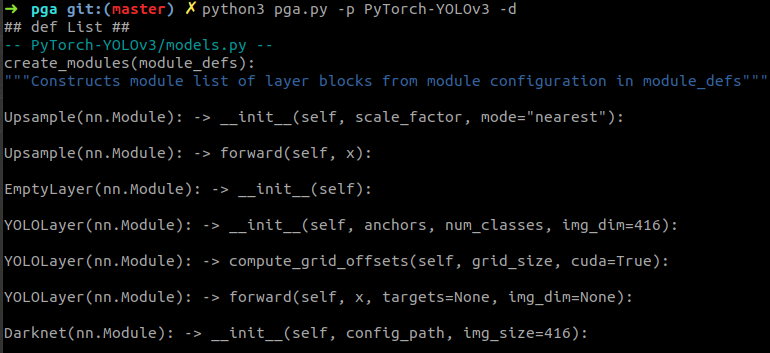 ➜ pga git:(master) ✗ python3 pga.py -p PyTorch-YOLOv3 -d
## def List ##
-- PyTorch-YOLOv3/models.py --
create_modules(module_defs):
"""Constructs module list of layer blocks from module configuration in module_defs"""
Upsample(nn.Module): -> __init__(self, scale_factor, mode="nearest"):
Upsample(nn.Module): -> forward(self, x):
EmptyLayer(nn.Module): -> __init__(self):
YOLOLayer(nn.Module): -> __init__(self, anchors, num_classes, img_dim=416):
YOLOLayer(nn.Module): -> compute_grid_offsets(self, grid_size, cuda=True):
YOLOLayer(nn.Module): -> forward(self, x, targets=None, img_dim=None):
Darknet(nn.Module): -> __init__(self, config_path, img_size=416):